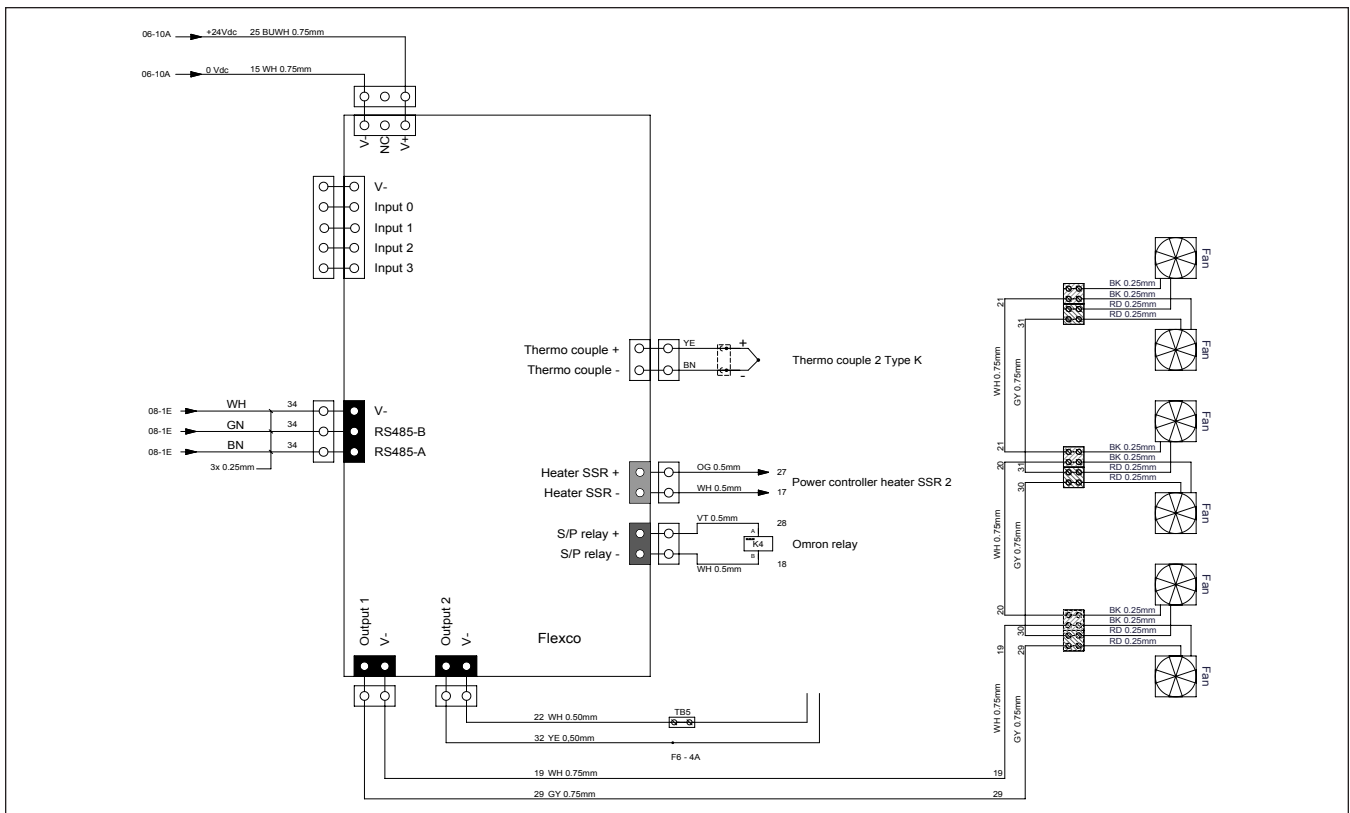 06-10A +24Vdc 25 BUWH 0.75mm
06-10A 0 Vdc 15 WH 0.75mm
V- NC V+
V-
Input 0
Input 1
Input 2
Input 3
Thermo couple + YE +
Thermo couple - BN -
Thermo couple 2 Type K
08-1E WH 34 V-
08-1E GN 34 RS485-B
08-1E BN 34 RS485-A
3x 0.25mm
Heater SSR + OG 0.5mm 27
Heater SSR - WH 0.5mm 17
Power controller heater SSR 2
S/P relay + VT 0.5mm 28
A
K4
B
Omron relay
S/P relay - WH 0.5mm 18
Output 1 V-
Output 2 V-
Flexco
22 WH 0.50mm TB5
32 YE 0,50mm
F6 - 4A
19 WH 0.75mm 19
29 GY 0.75mm 29
Fan
BK 0.25mm
BK 0.25mm
RD 0.25mm
RD 0.25mm
21
31
Fan
WH 0.75mm
GY 0.75mm
Fan
21
BK 0.25mm
20
BK 0.25mm
31
RD 0.25mm
30
RD 0.25mm
Fan
WH 0.75mm
GY 0.75mm
Fan
20
BK 0.25mm
BK 0.25mm
30
RD 0.25mm
19
29
RD 0.25mm
Fan
WH 0.75mm
GY 0.75mm